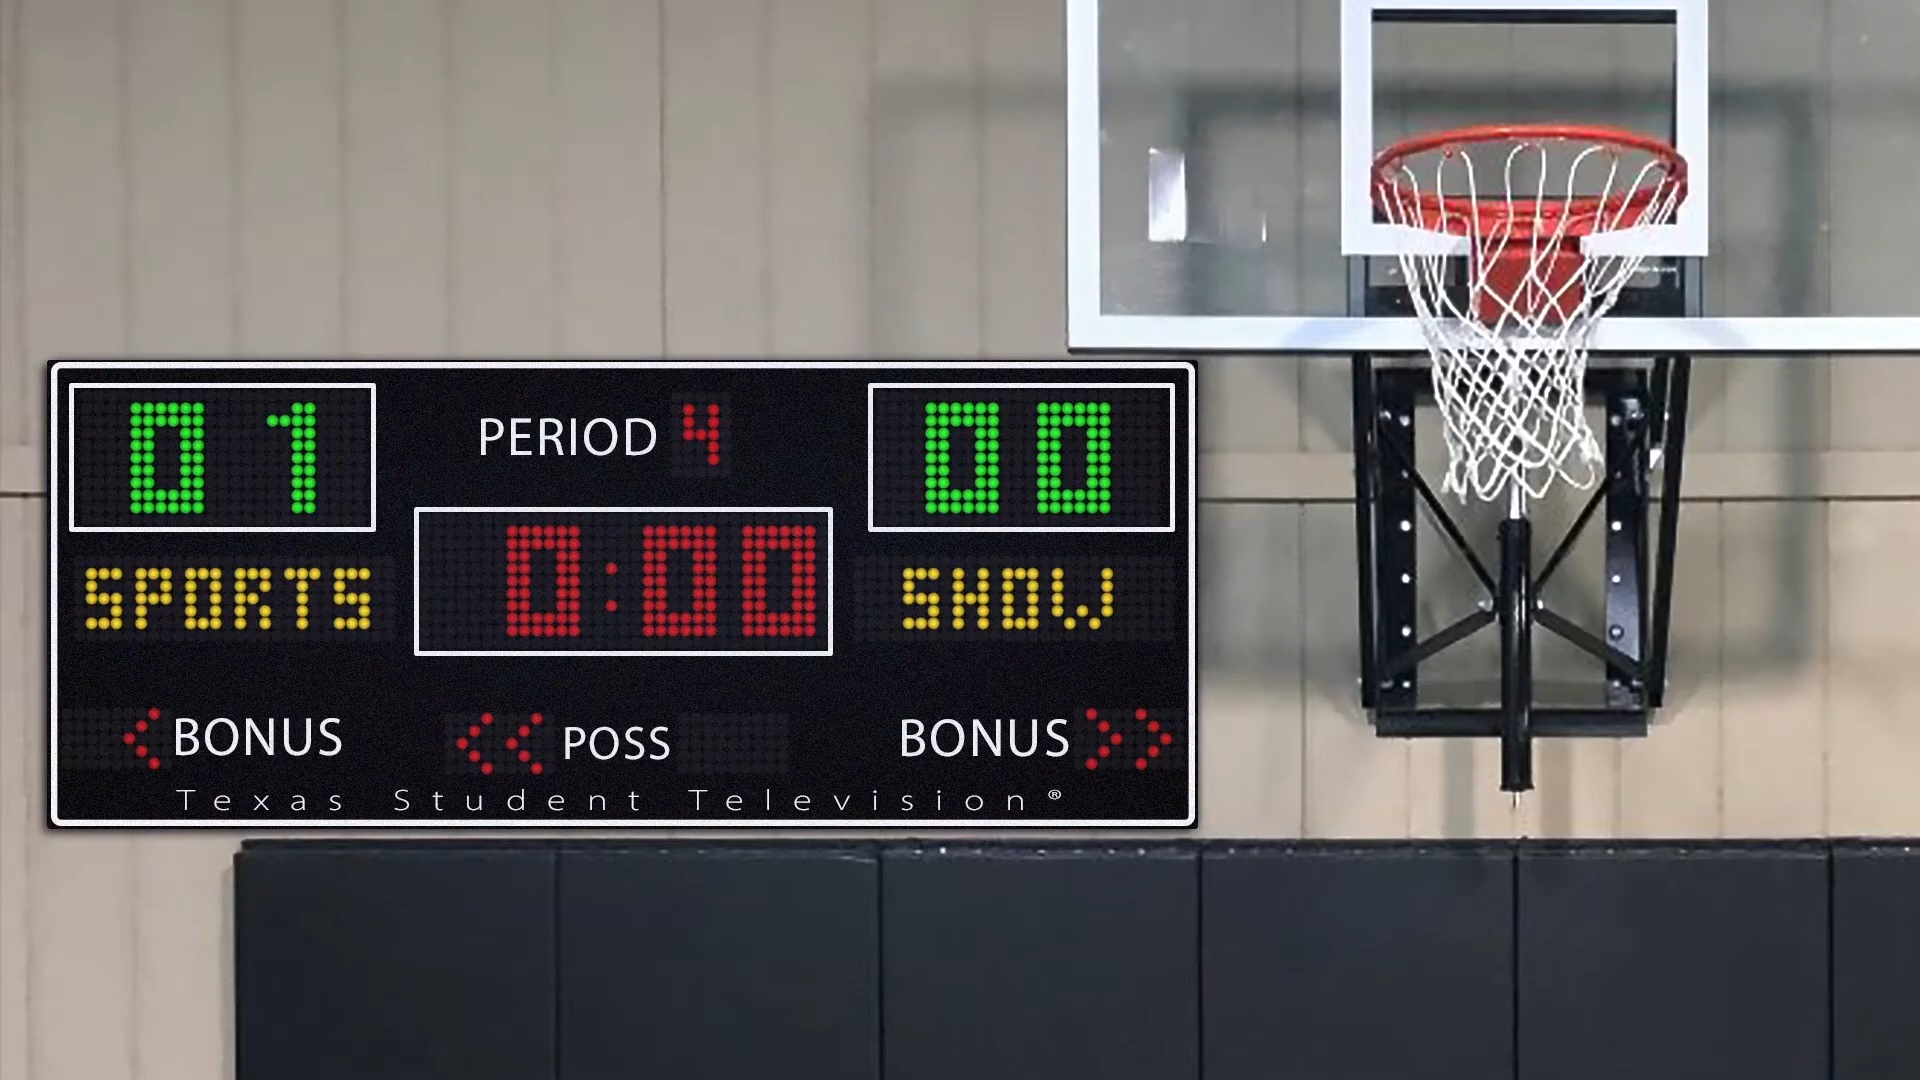 01 PERIOD 4 00
0:00
SPORTS SHOW
< BONUS << POSS BONUS >>
Texas Student Television®